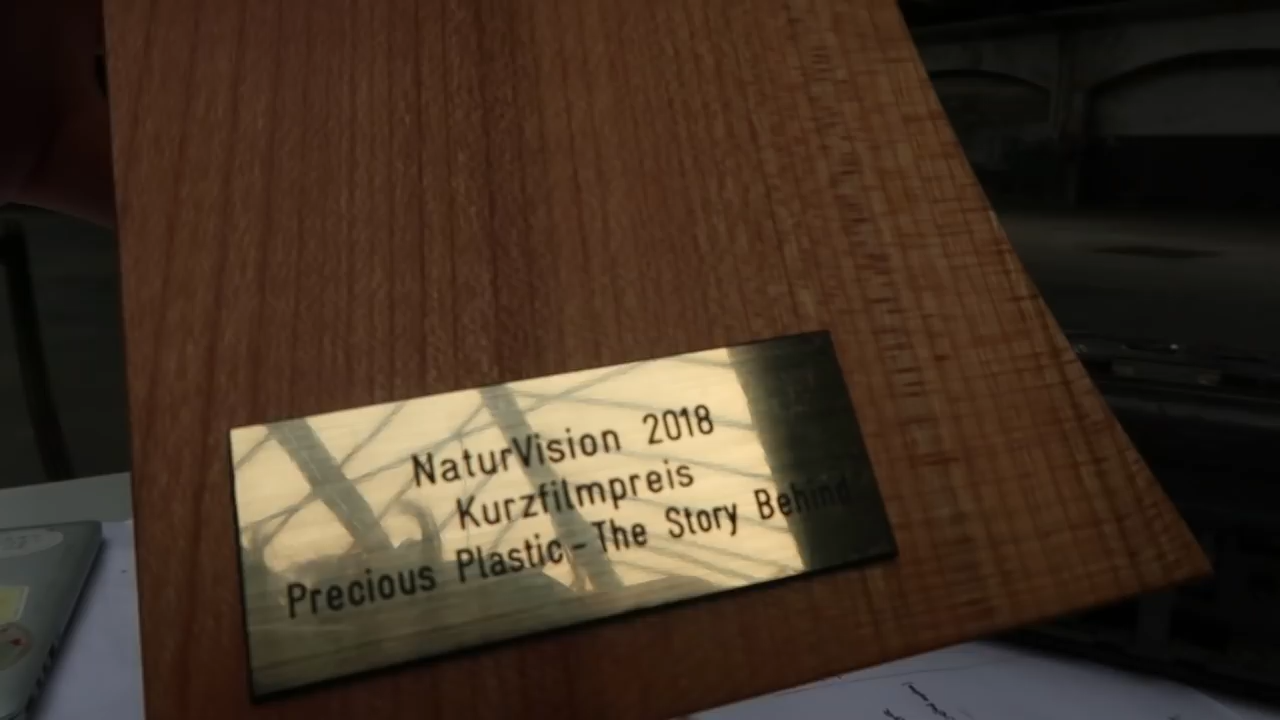 NaturVision 2018
Kurzfilmpreis
Precious Plastic - The Story Behind